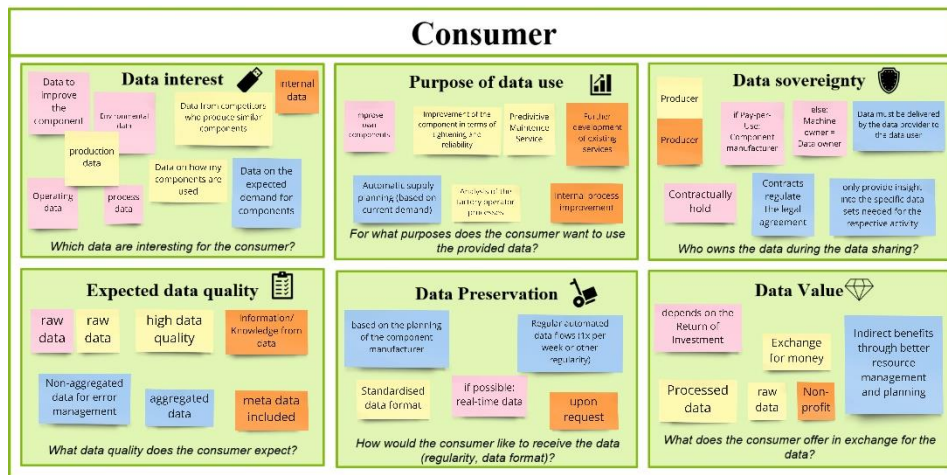 Consumer
Data interest
Data to
improve
the
component
Environmental
data
Data from competitors
who produce similar
components
internal
data
production
data
Data on how my
components are
used
Data on the
expected
demand for
components
Operating
data
process
data
Which data are interesting for the consumer?
Purpose of data use
improve
own
components
Improvement of the
component in terms of
tightening and
reliability
Predivitive
Maintence
Service
Further
development
of existing
services
Automatic supply
planning (based on
current demand)
Analysis of the
factory operator
processes
Internal process
improvement
For what purposes does the consumer want to use
the provided data?
Data sovereignty
Producer
Producer
if Pay-per-
Use: Component
manufacturer
else:
Machine
owner =
Data owner
Data must be delivered
by the data provider to
the data user
Contractually
hold
Contracts
regulate
the legal
agreement
only provide insight
into the specific data
sets needed for the
respective activity
Who owns the data during the data sharing?
Expected data quality
raw
data
raw
data
high data
quality
Information/
Knowledge from
data
Non-aggregated
data for error
management
aggregated
data
meta data
included
What data quality does the consumer expect?
Data Preservation
based on the planning
of the component
manufacturer
Regular automated
data flows (1x per
week or other
regularity)
Standardised
data format
if possible:
real-time data
upon
request
How would the consumer like to receive the data
(regularity, data format)?
Data Value
depends on the
Return of
Investment
Exchange
for money
Indirect benefits
through better
resource
management
and planning
Processed
data
raw
data
Non-
profit
What does the consumer offer in exchange for the
data?